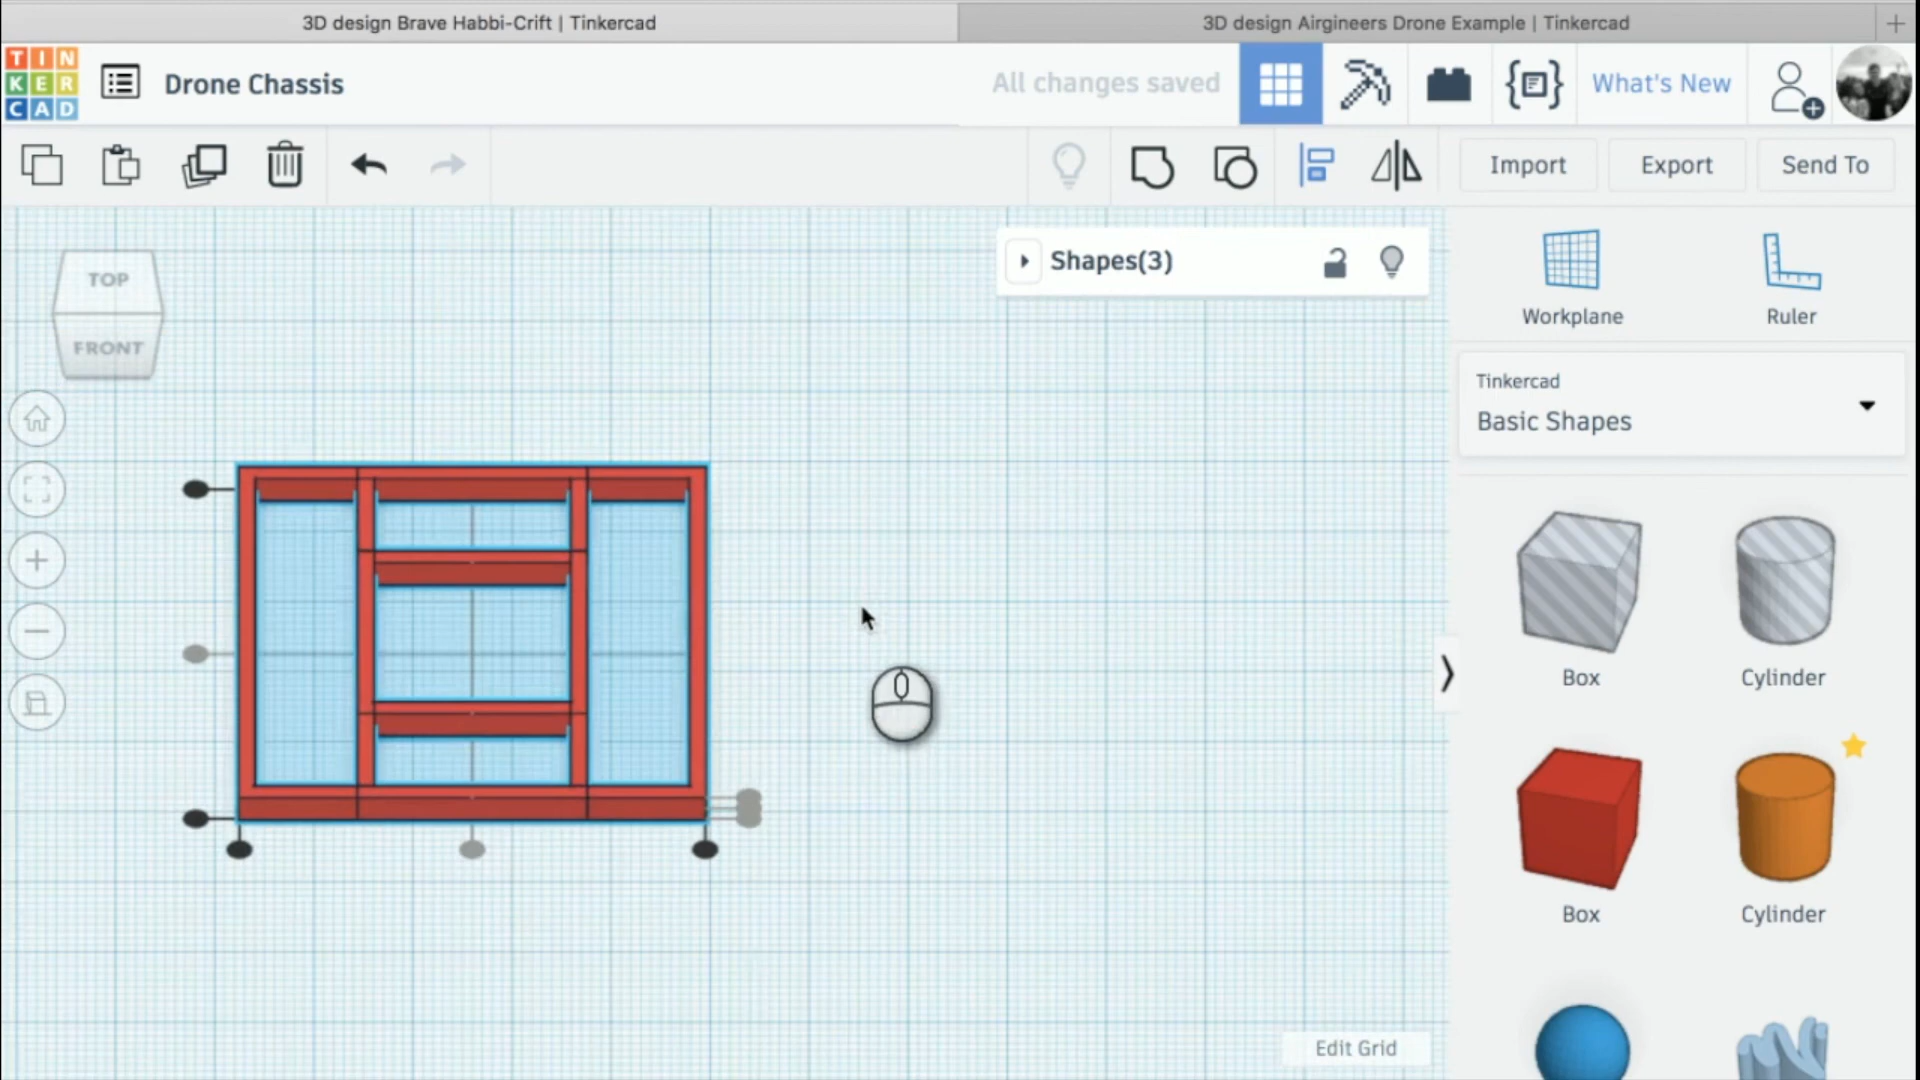 3D design Brave Habbi-Crift | Tinkercad
3D design Airgineers Drone Example | Tinkercad
TIN
KER
CAD
Drone Chassis
All changes saved
What's New
Import
Export
Send To
TOP
FRONT
Shapes(3)
Workplane
Ruler
Tinkercad
Basic Shapes
Box
Cylinder
Box
Cylinder
Edit Grid